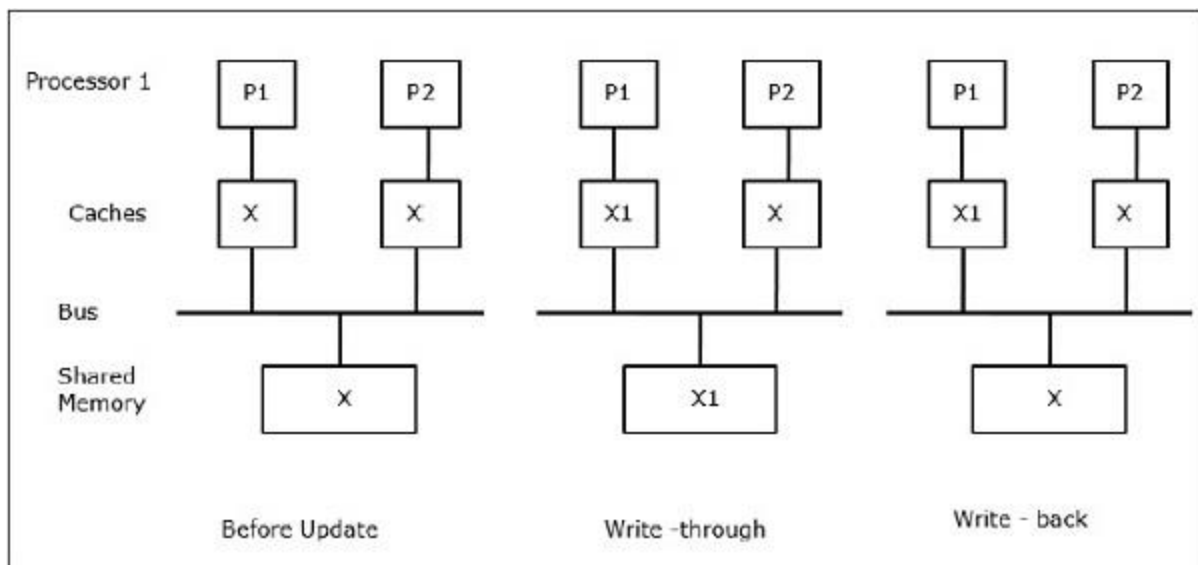 Processor 1
P1
P2
P1
P2
P1
P2
Caches
X
X
X1
X
X1
X
Bus
Shared
Memory
X
X1
X
Before Update
Write -through
Write - back